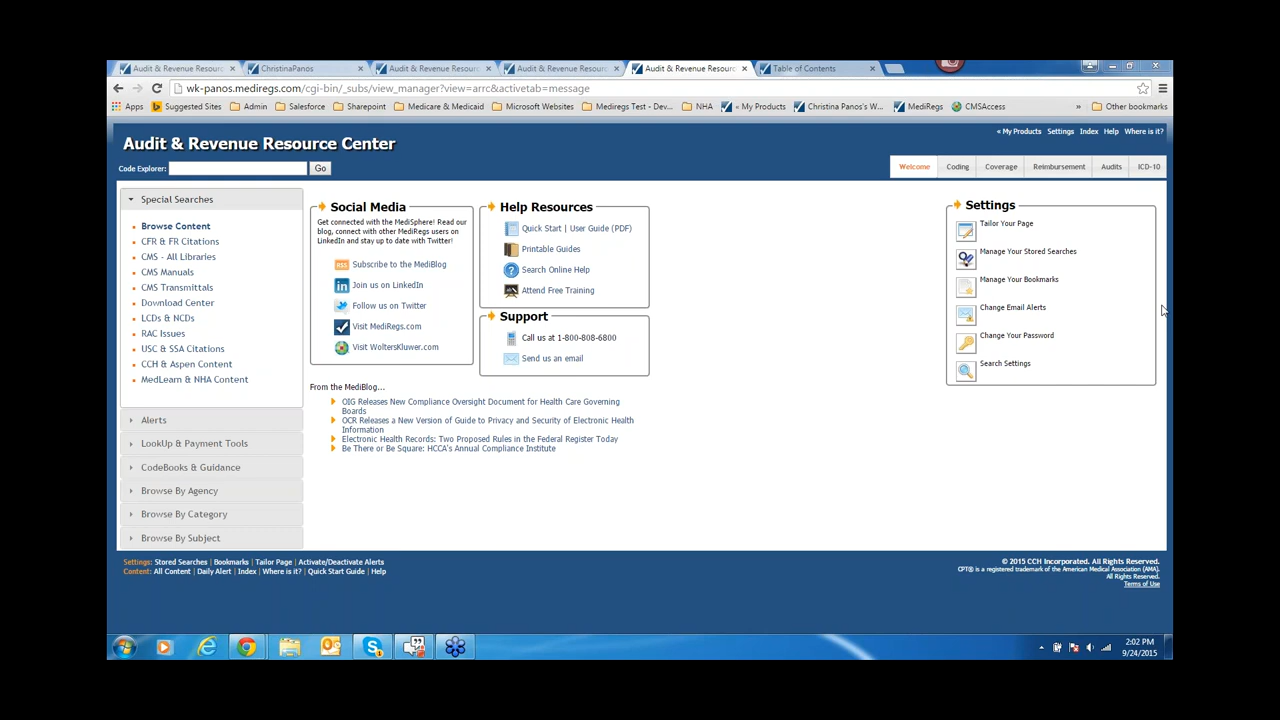 Audit & Revenue Resourc
ChristinaPanos
Audit & Revenue Resourc
Audit & Revenue Resourc
Audit & Revenue Resourc
Table of Contents
wk-panos.mediregs.com/cgi-bin/_subs/view_manager?view=arrc&activetab=message
Apps
Suggested Sites
Admin
Salesforce
Sharepoint
Medicare & Medicaid
Microsoft Websites
Mediregs Test - Dev...
NHA
« My Products
Christina Panos's W...
MediRegs
CMSAccess
»
Other bookmarks
« My Products Settings Index Help Where is it?
Audit & Revenue Resource Center
Code Explorer: Go
Welcome Coding Coverage Reimbursement Audits ICD-10
Special Searches
Browse Content
CFR & FR Citations
CMS - All Libraries
CMS Manuals
CMS Transmittals
Download Center
LCDs & NCDs
RAC Issues
USC & SSA Citations
CCH & Aspen Content
MedLearn & NHA Content
Alerts
LookUp & Payment Tools
CodeBooks & Guidance
Browse By Agency
Browse By Category
Browse By Subject
Social Media
Get connected with the MediSphere! Read our
blog, connect with other MediRegs users on
LinkedIn and stay up to date with Twitter!
Subscribe to the MediBlog
Join us on LinkedIn
Follow us on Twitter
Visit MediRegs.com
Visit WoltersKluwer.com
Help Resources
Quick Start | User Guide (PDF)
Printable Guides
Search Online Help
Attend Free Training
Support
Call us at 1-800-808-6800
Send us an email
From the MediBlog...
OIG Releases New Compliance Oversight Document for Health Care Governing
Boards
OCR Releases a New Version of Guide to Privacy and Security of Electronic Health
Information
Electronic Health Records: Two Proposed Rules in the Federal Register Today
Be There or Be Square: HCCA's Annual Compliance Institute
Settings
Tailor Your Page
Manage Your Stored Searches
Manage Your Bookmarks
Change Email Alerts
Change Your Password
Search Settings
Settings: Stored Searches | Bookmarks | Tailor Page | Activate/Deactivate Alerts
Content: All Content | Daily Alert | Index | Where is it? | Quick Start Guide | Help
© 2015 CCH Incorporated. All Rights Reserved.
CPT® is a registered trademark of the American Medical Association (AMA).
All Rights Reserved.
Terms of Use
2:02 PM
9/24/2015